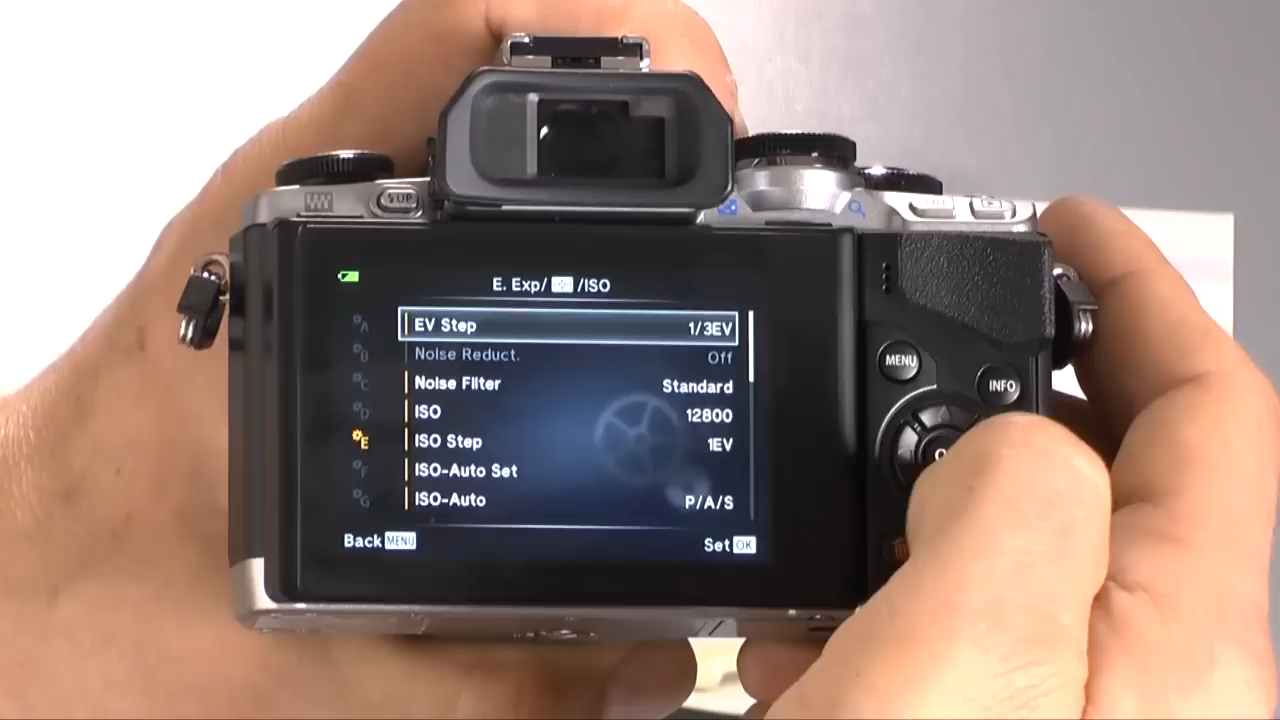 UP
E. Exp/ /ISO
A
EV Step 1/3EV
B
Noise Reduct. Off
C
Noise Filter Standard
D
ISO 12800
E
ISO Step 1EV
F
ISO-Auto Set
G
ISO-Auto P/A/S
Back MENU
Set OK
MENU
INFO